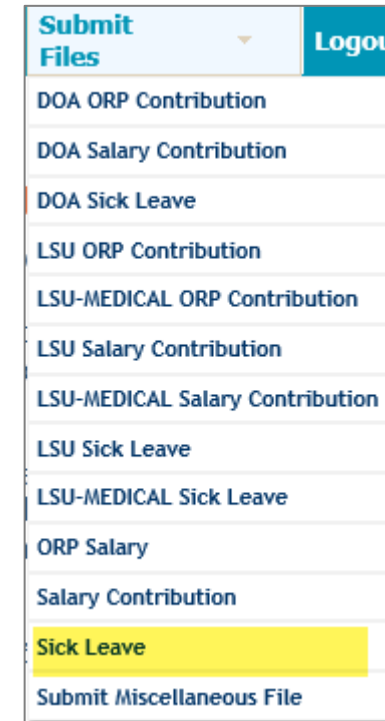 Submit
Files
Logou
DOA ORP Contribution
DOA Salary Contribution
DOA Sick Leave
LSU ORP Contribution
LSU-MEDICAL ORP Contribution
LSU Salary Contribution
LSU-MEDICAL Salary Contribution
LSU Sick Leave
LSU-MEDICAL Sick Leave
ORP Salary
Salary Contribution
Sick Leave
Submit Miscellaneous File